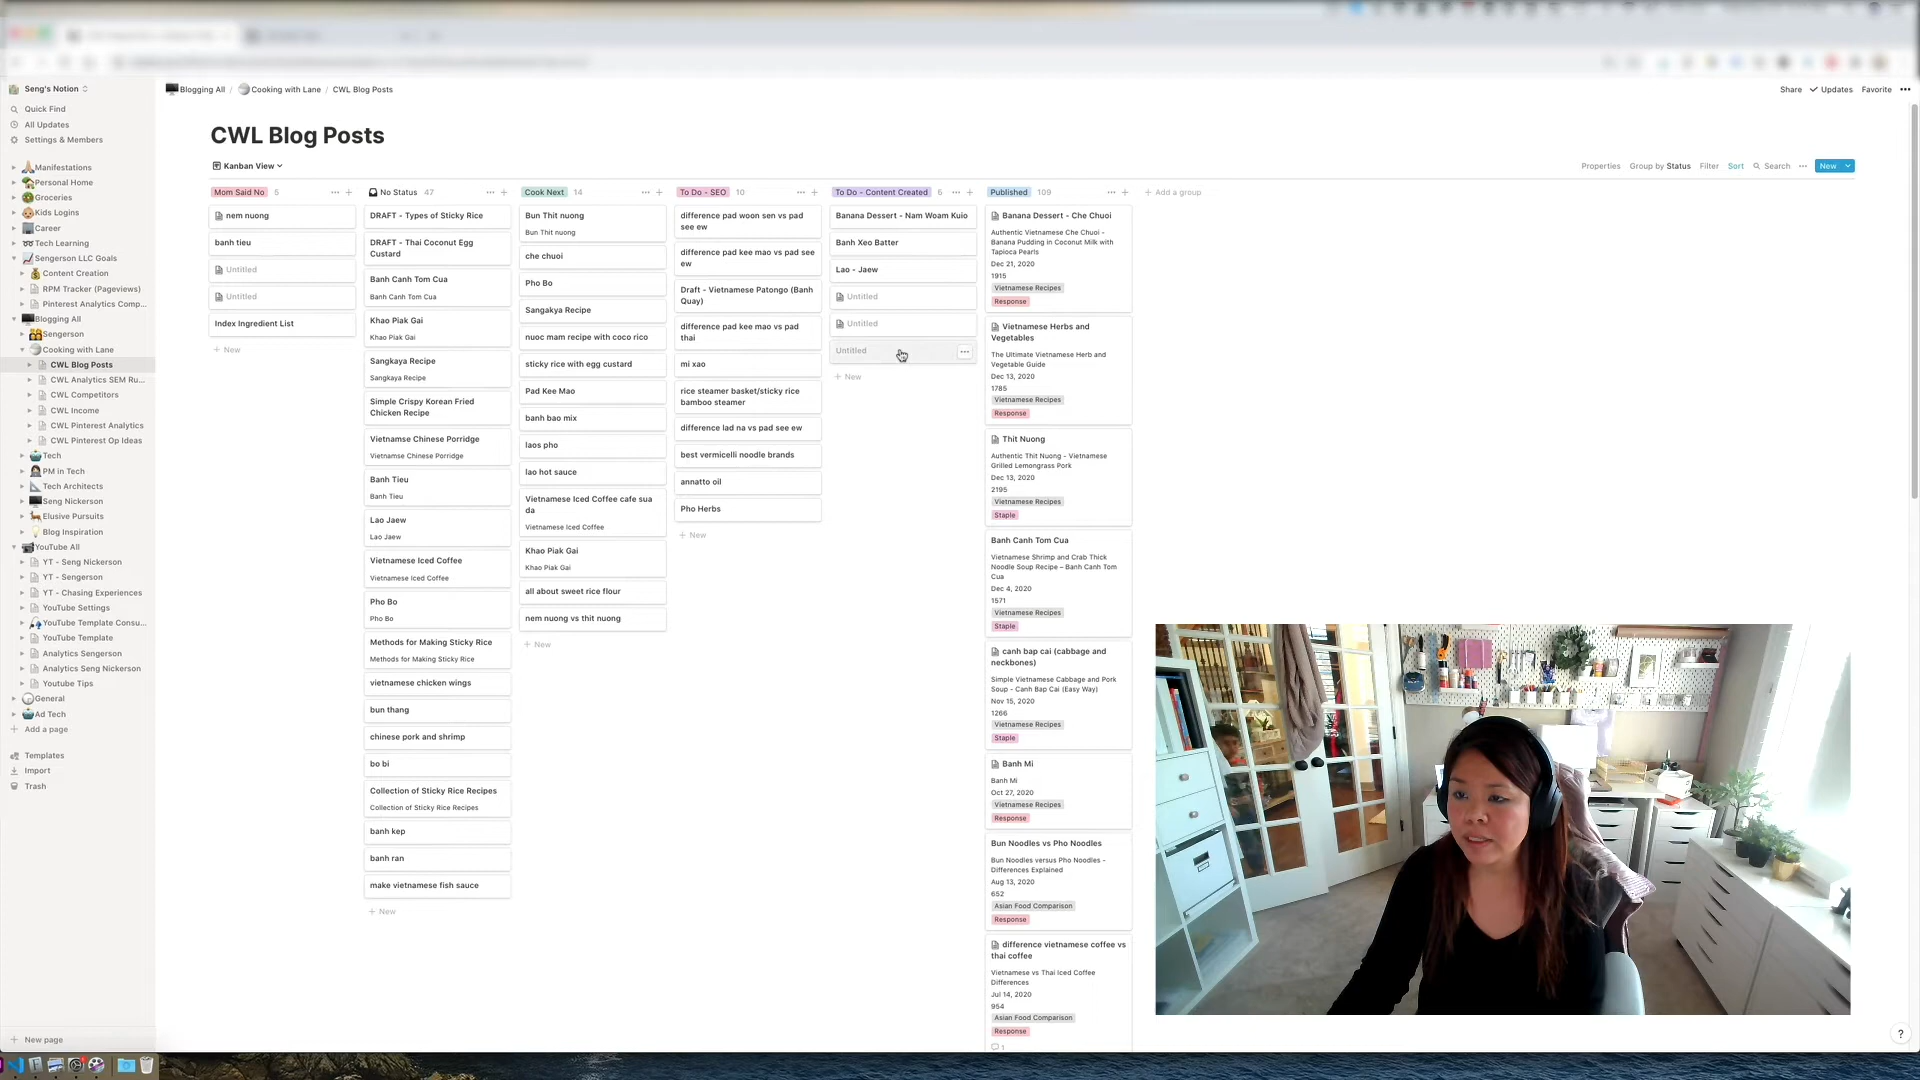 Seng's Notion
Quick Find
All Updates
Settings & Members
Manifestations
Personal Home
Groceries
Kids Logins
Career
Tech Learning
Sengerson LLC Goals
Content Creation
RPM Tracker (Pageviews)
Pinterest Analytics Comp...
Blogging All
Sengerson
Cooking with Lane
CWL Blog Posts
CWL Analytics SEM Ru...
CWL Competitors
CWL Income
CWL Pinterest Analytics
CWL Pinterest Op Ideas
Tech
PM in Tech
Tech Architects
Seng Nickerson
Elusive Pursuits
Blog Inspiration
YouTube All
YT - Seng Nickerson
YT - Sengerson
YT - Chasing Experiences
YouTube Settings
YouTube Template Consu...
YouTube Template
Analytics Sengerson
Analytics Seng Nickerson
Youtube Tips
General
Ad Tech
Add a page
Templates
Import
Trash
New page
Blogging All / Cooking with Lane / CWL Blog Posts
Share Updates Favorite
CWL Blog Posts
Kanban View
Properties Group by Status Filter Sort Search New
Mom Said No 5
nem nuong
banh tieu
Untitled
Untitled
Index Ingredient List
+ New
No Status 47
DRAFT - Types of Sticky Rice
DRAFT - Thai Coconut Egg
Custard
Banh Canh Tom Cua
Banh Canh Tom Cua
Khao Piak Gai
Khao Piak Gai
Sangkaya Recipe
Sangkaya Recipe
Simple Crispy Korean Fried
Chicken Recipe
Vietnamse Chinese Porridge
Vietnamse Chinese Porridge
Banh Tieu
Banh Tieu
Lao Jaew
Lao Jaew
Vietnamese Iced Coffee
Vietnamese Iced Coffee
Pho Bo
Pho Bo
Methods for Making Sticky Rice
Methods for Making Sticky Rice
vietnamese chicken wings
bun thang
chinese pork and shrimp
bo bi
Collection of Sticky Rice Recipes
Collection of Sticky Rice Recipes
banh kep
banh ran
make vietnamese fish sauce
+ New
Cook Next 14
Bun Thit nuong
Bun Thit nuong
che chuoi
Pho Bo
Sangakya Recipe
nuoc mam recipe with coco rico
sticky rice with egg custard
Pad Kee Mao
banh bao mix
laos pho
lao hot sauce
Vietnamese Iced Coffee cafe sua
da
Vietnamese Iced Coffee
Khao Piak Gai
Khao Piak Gai
all about sweet rice flour
nem nuong vs thit nuong
+ New
To Do - SEO 10
difference pad woon sen vs pad
see ew
difference pad kee mao vs pad see
ew
Draft - Vietnamese Patongo (Banh
Quay)
difference pad kee mao vs pad
thai
mi xao
rice steamer basket/sticky rice
bamboo steamer
difference lad na vs pad see ew
best vermicelli noodle brands
annatto oil
Pho Herbs
+ New
To Do - Content Created 6
Banana Dessert - Nam Woam Kuio
Banh Xeo Batter
Lao - Jaew
Untitled
Untitled
Untitled
+ New
Published 109
Banana Dessert - Che Chuoi
Authentic Vietnamese Che Chuoi -
Banana Pudding in Coconut Milk with
Tapioca Pearls
Dec 21, 2020
1915
Vietnamese Recipes
Response
Vietnamese Herbs and
Vegetables
The Ultimate Vietnamese Herb and
Vegetable Guide
Dec 13, 2020
1785
Vietnamese Recipes
Response
Thit Nuong
Authentic Thit Nuong - Vietnamese
Grilled Lemongrass Pork
Dec 13, 2020
2195
Vietnamese Recipes
Staple
Banh Canh Tom Cua
Vietnamese Shrimp and Crab Thick
Noodle Soup Recipe – Banh Canh Tom
Cua
Dec 4, 2020
1571
Vietnamese Recipes
Staple
canh bap cai (cabbage and
neckbones)
Simple Vietnamese Cabbage and Pork
Soup - Canh Bap Cai (Easy Way)
Nov 15, 2020
1266
Vietnamese Recipes
Staple
Banh Mi
Banh Mi
Oct 27, 2020
Vietnamese Recipes
Response
Bun Noodles vs Pho Noodles
Bun Noodles versus Pho Noodles -
Differences Explained
Aug 13, 2020
652
Asian Food Comparison
Response
difference vietnamese coffee vs
thai coffee
Vietnamese vs Thai Iced Coffee
Differences
Jul 14, 2020
954
Asian Food Comparison
Response
1
+ Add a group
?